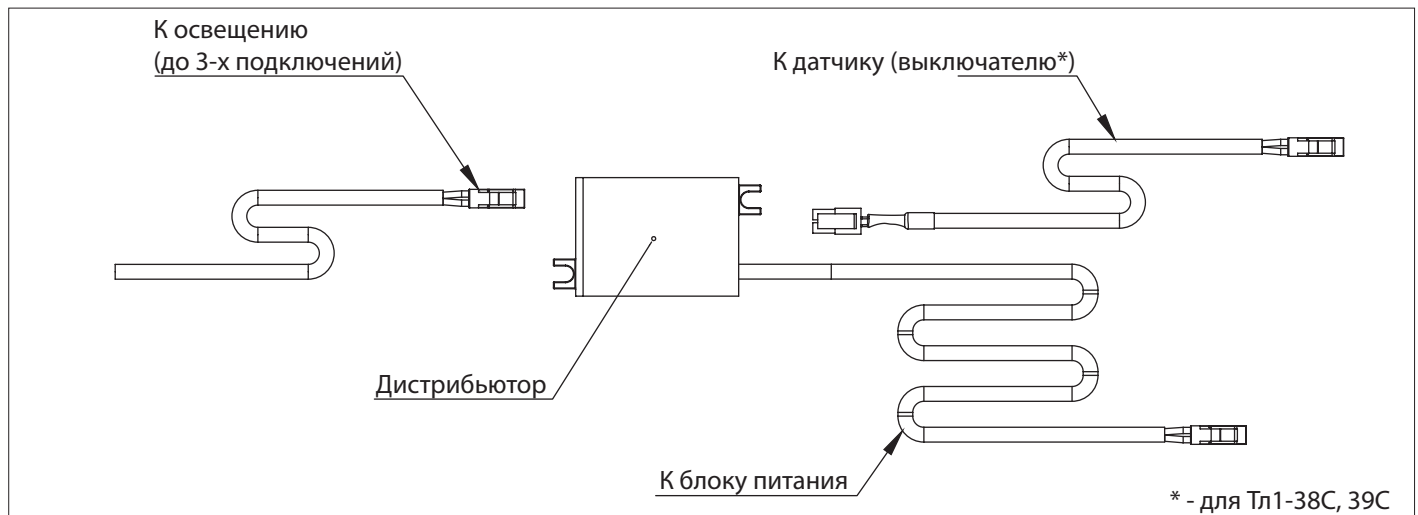 К освещению
(до 3-х подключений)
К датчику (выключателю*)
Дистрибьютор
К блоку питания
* - для Тл1-38С, 39С